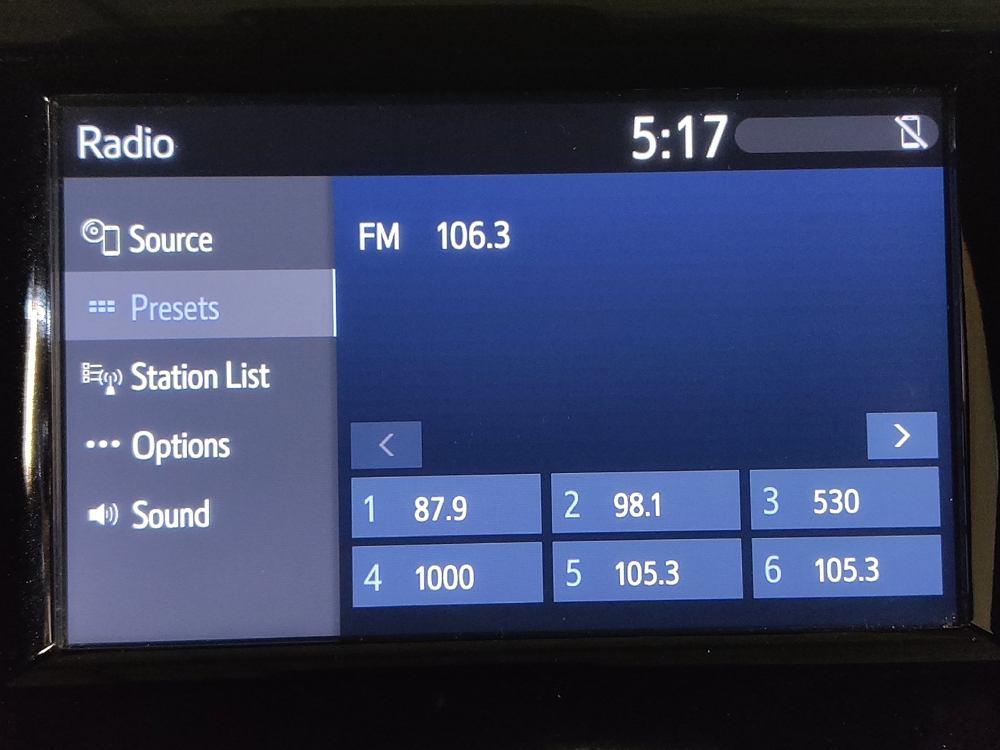 Radio 5:17
Source
FM 106.3
Presets
Station List
Options
Sound
1 87.9 2 98.1 3 530
4 1000 5 105.3 6 105.3